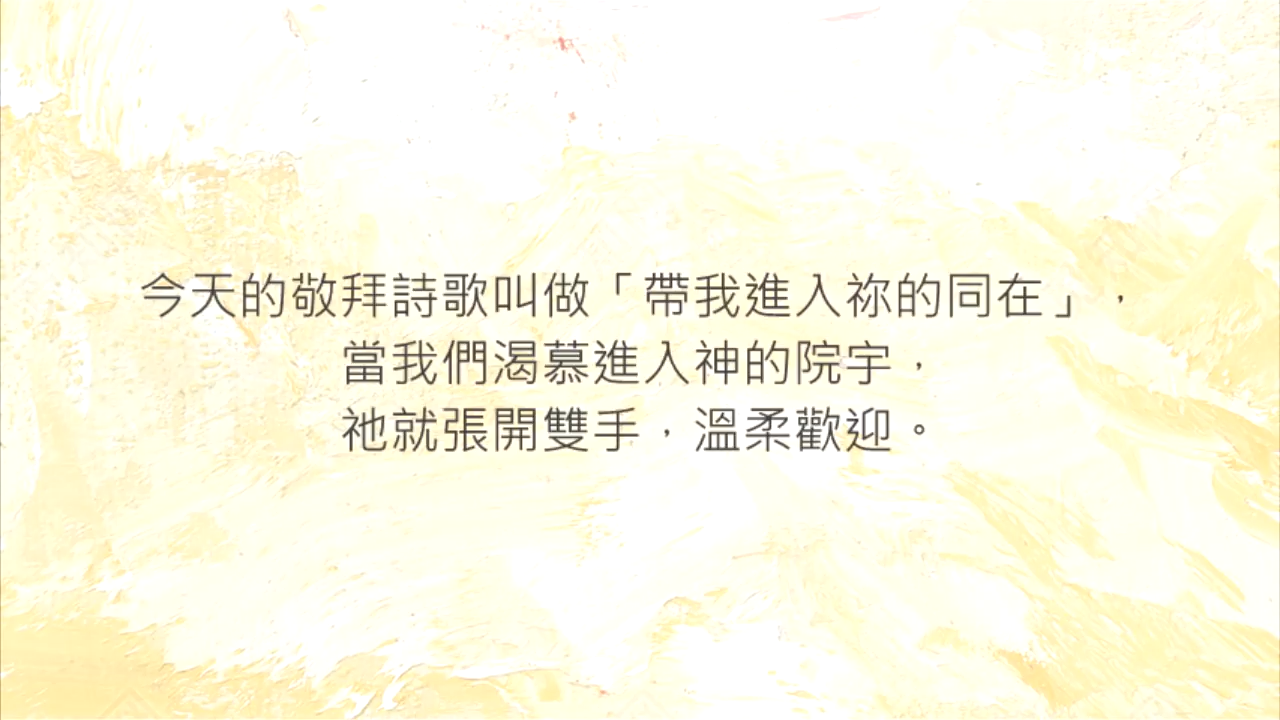 今天的敬拜詩歌叫做「帶我進入祢的同在」，
當我們渴慕進入神的院宇，
祂就張開雙手，溫柔歡迎。